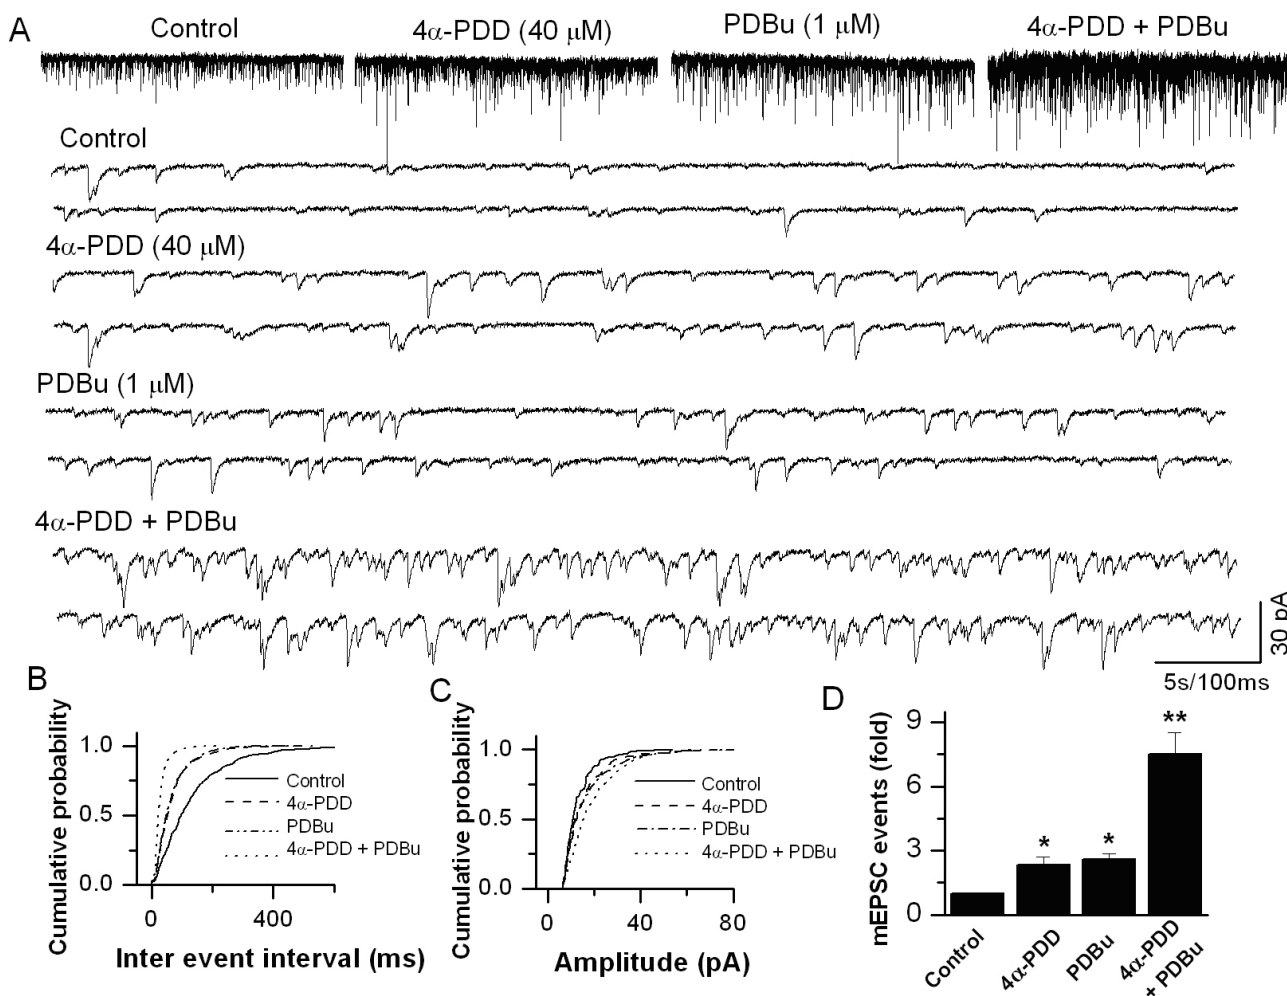 A
Control
4α-PDD (40 μM)
PDBu (1 μM)
4α-PDD + PDBu
Control
4α-PDD (40 μM)
PDBu (1 μM)
4α-PDD + PDBu
30 pA
5s/100ms
B
Cumulative probability
1.0
0.5
0.0
Control
4α-PDD
PDBu
4α-PDD + PDBu
0
400
Inter event interval (ms)
C
Cumulative probability
1.0
0.5
0.0
Control
4α-PDD
PDBu
4α-PDD + PDBu
0
40
80
Amplitude (pA)
D
mEPSC events (fold)
9
6
3
0
*
*
**
Control
4α-PDD
PDBu
4α-PDD
+ PDBu